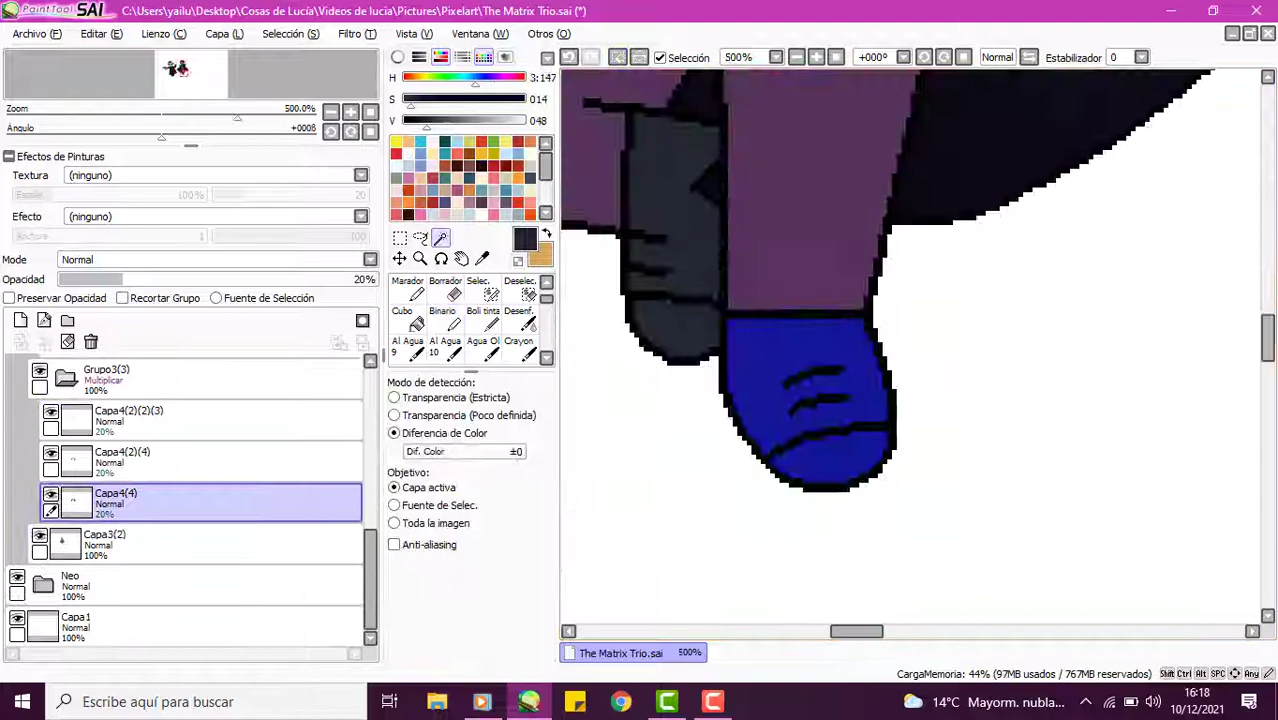 PaintTool SAI C:\Users\yailu\Desktop\Cosas de Lucía\Videos de lucia\Pictures\Pixelart\The Matrix Trio.sai (*)
Archivo (F) Editar (E) Lienzo (C) Capa (L) Selección (S) Filtro (T) Vista (V) Ventana (W) Otros (O)
Selección 500% +000º Normal Estabilizador 0
H 3:147
S 014
V 048
Zoom 500.0%
Ángulo +000ß
Efectos de Pinturas
Textura (ninguno)
100% 20
Efecto (ninguno)
1 100
Modo Normal
Opacidad 20%
Preservar Opacidad Recortar Grupo Fuente de Selección
Grupo3(3)
Multiplicar
100%
Capa4(2)(2)(3)
Normal
20%
Capa4(2)(4)
Normal
20%
Capa4(4)
Normal
20%
Capa3(2)
Normal
100%
Neo
Normal
100%
Capa1
Normal
100%
Marador Borrador Selec. Deselec.
Cubo Binario Boli tinta Desenf.
Al Agua 9 Al Agua 10 Agua Ol Crayon
Modo de detección:
Transparencia (Estricta)
Transparencia (Poco definida)
Diferencia de Color
Dif. Color ±0
Objetivo:
Capa activa
Fuente de Selec.
Toda la imagen
Anti-aliasing
The Matrix Trio.sai 500%
CargaMemoria: 44% (97MB usados / 767MB reservados) Shift Ctrl Alt SPC Any
Escribe aquí para buscar
14°C Mayorm. nubla...
16:18
10/12/2021